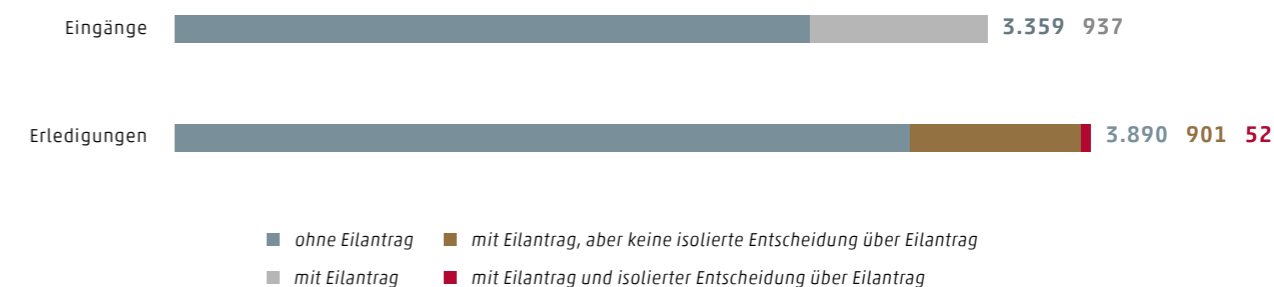 Eingänge 3.359 937
Erledigungen 3.890 901 52
ohne Eilantrag mit Eilantrag, aber keine isolierte Entscheidung über Eilantrag
mit Eilantrag mit Eilantrag und isolierter Entscheidung über Eilantrag